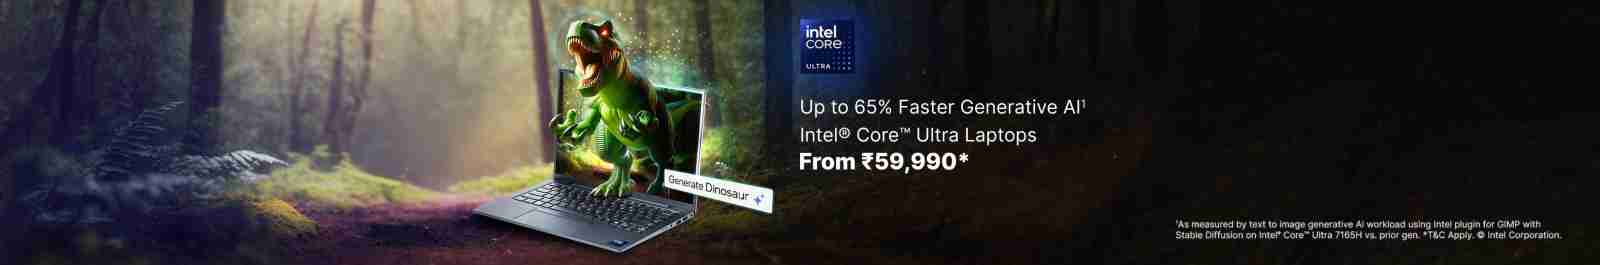 intel
CORE
ULTRA
Up to 65% Faster Generative AI¹
Intel® Core™ Ultra Laptops
From ₹59,990*
Generate Dinosaur
¹As measured by text to image generative AI workload using Intel plugin for GIMP with
Stable Diffusion on Intel® Core™ Ultra 7165H vs. prior gen. *T&C Apply. © Intel Corporation.